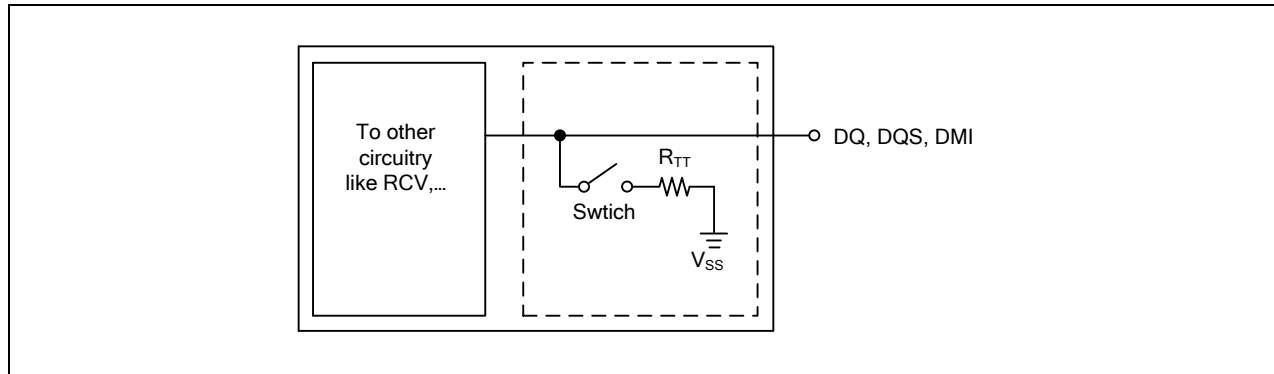 To other
circuitry
like RCV,...
DQ, DQS, DMI
RTT
Swtich
VSS